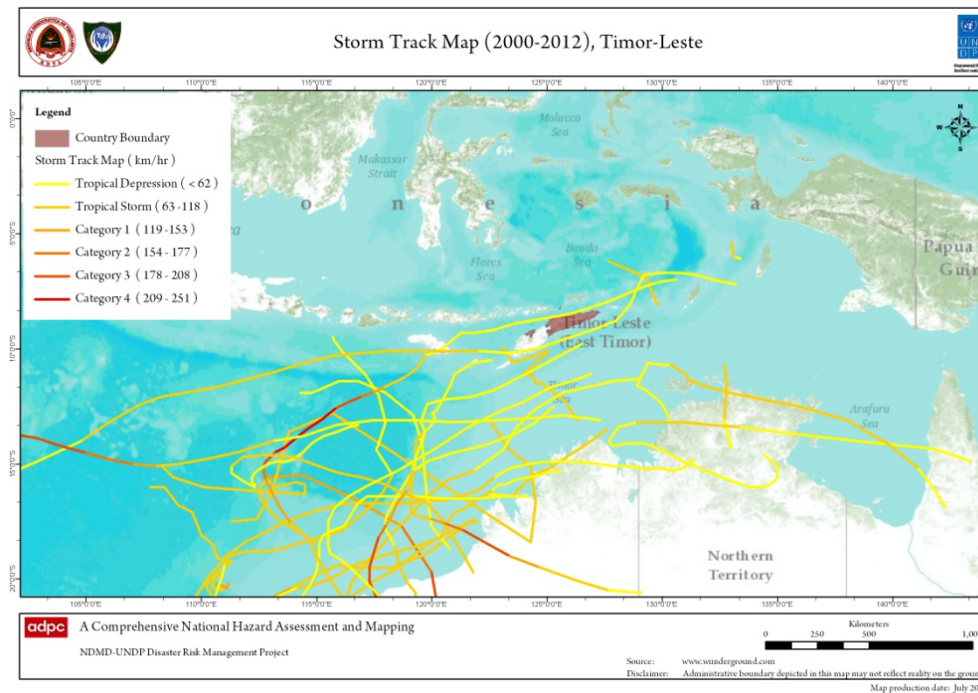 Storm Track Map (2000-2012), Timor-Leste
U N
D P
105°0'0"E 110°0'0"E 115°0'0"E 120°0'0"E 125°0'0"E 130°0'0"E 135°0'0"E 140°0'0"E
0°0'0"
5°0'0"S
10°0'0"S
15°0'0"S
20°0'0"S
Legend
Country Boundary
Storm Track Map ( km/hr )
Tropical Depression ( < 62 )
Tropical Storm ( 63 -118 )
Category 1 ( 119 -153 )
Category 2 ( 154 - 177 )
Category 3 ( 178 - 208 )
Category 4 ( 209 - 251 )
N
W
S
Molucca
Sea
Makassar
Strait
o n e s i a
Banda
Sea
Flores
Sea
Papua
Timor-Leste
(East Timor)
Timor
Sea
Arafura
Sea
Northern
Territory
105°0'0"E 110°0'0"E 115°0'0"E 120°0'0"E 125°0'0"E 130°0'0"E 135°0'0"E 140°0'0"E
adpc
A Comprehensive National Hazard Assessment and Mapping
NDMD-UNDP Disaster Risk Management Project
Kilometers
0 250 500 1,00
Source: www.wunderground.com
Disclaimer: Administrative boundary depicted in this map may not reflect reality on the groun
Map production date: July 20